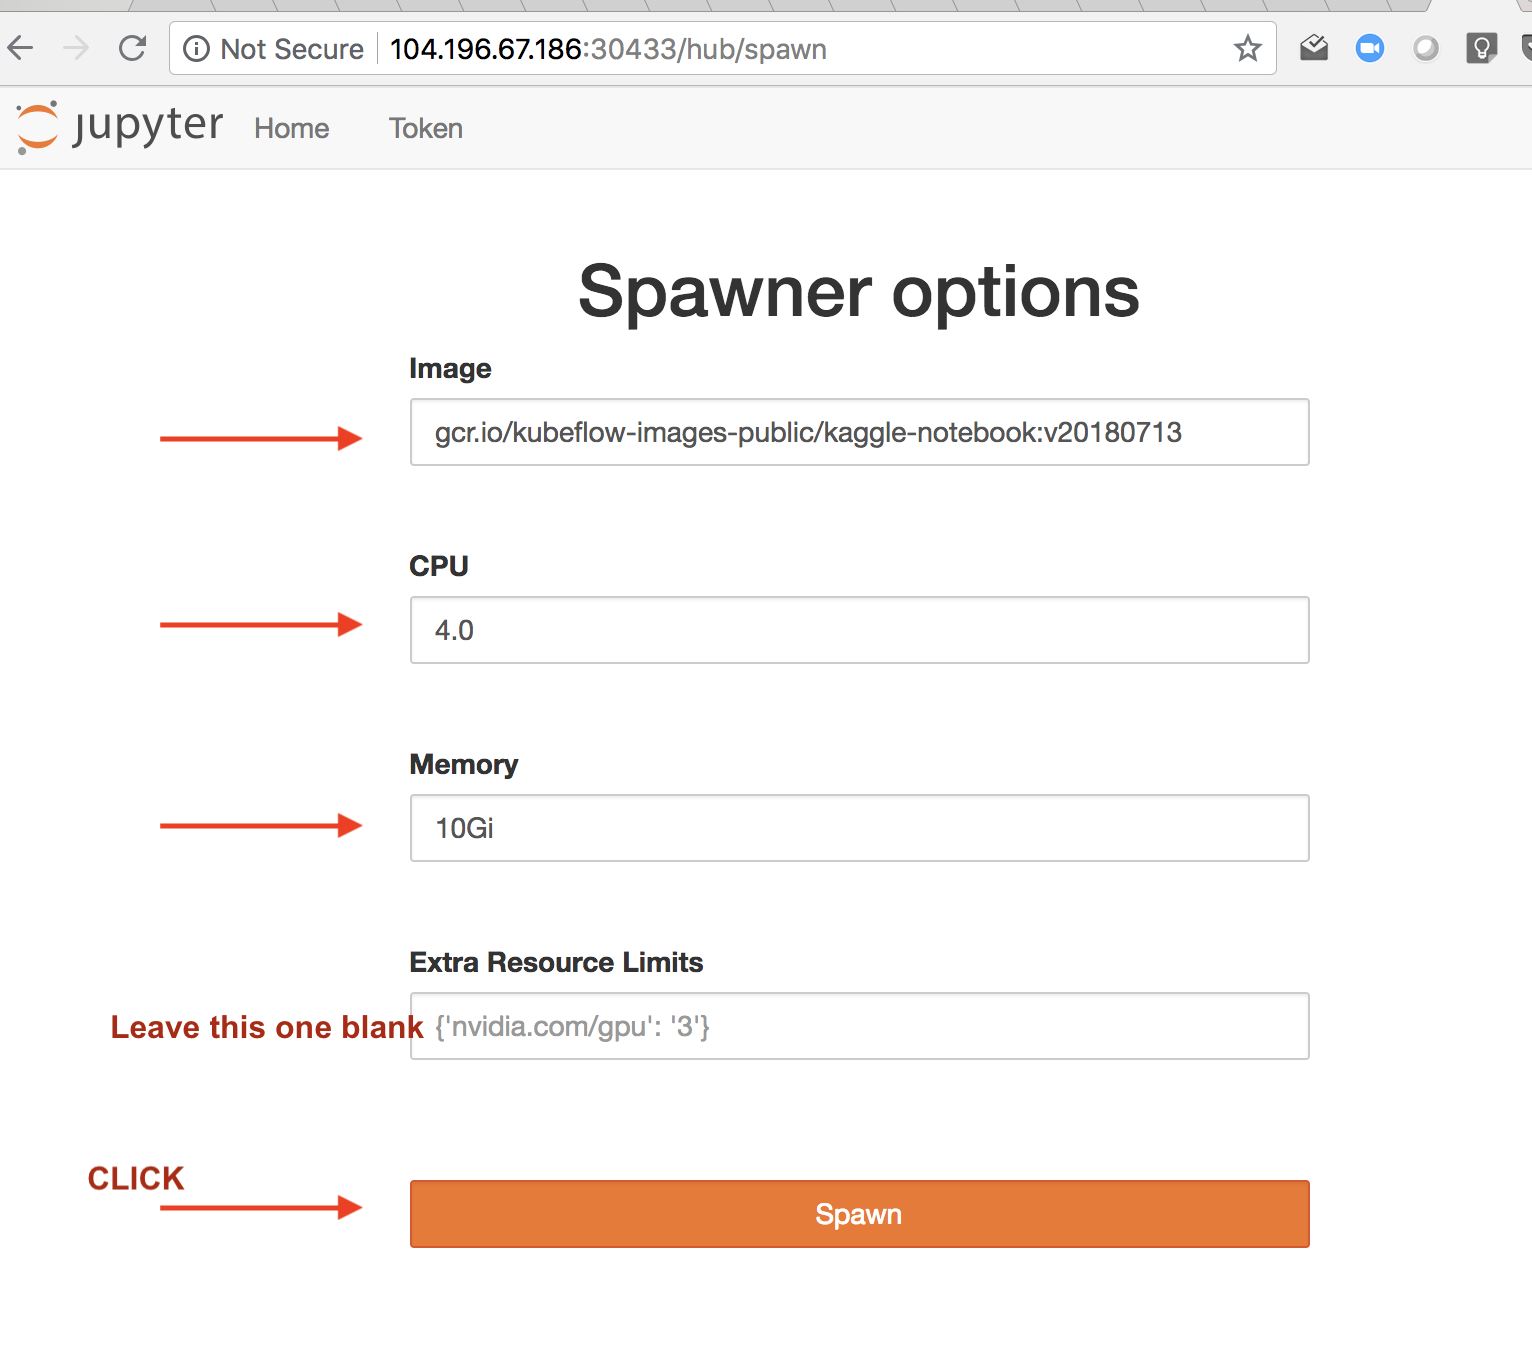 Not Secure 104.196.67.186:30433/hub/spawn
jupyter Home Token
Spawner options
Image
gcr.io/kubeflow-images-public/kaggle-notebook:v20180713
CPU
4.0
Memory
10Gi
Extra Resource Limits
Leave this one blank {'nvidia.com/gpu': '3'}
CLICK
Spawn